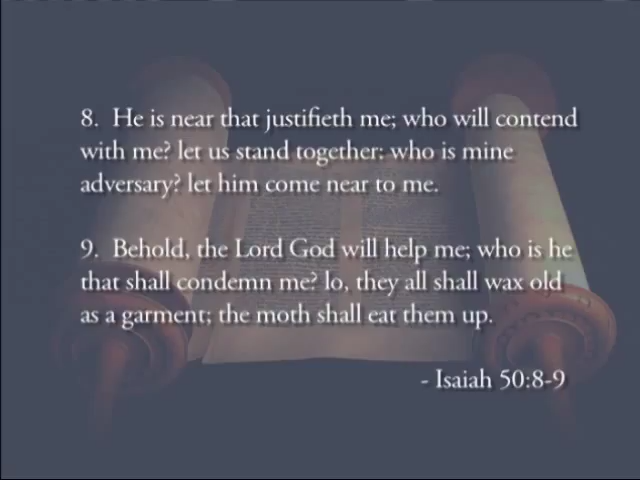 8. He is near that justifieth me; who will contend
with me? let us stand together: who is mine
adversary? let him come near to me.
9. Behold, the Lord God will help me; who is he
that shall condemn me? lo, they all shall wax old
as a garment; the moth shall eat them up.
- Isaiah 50:8-9